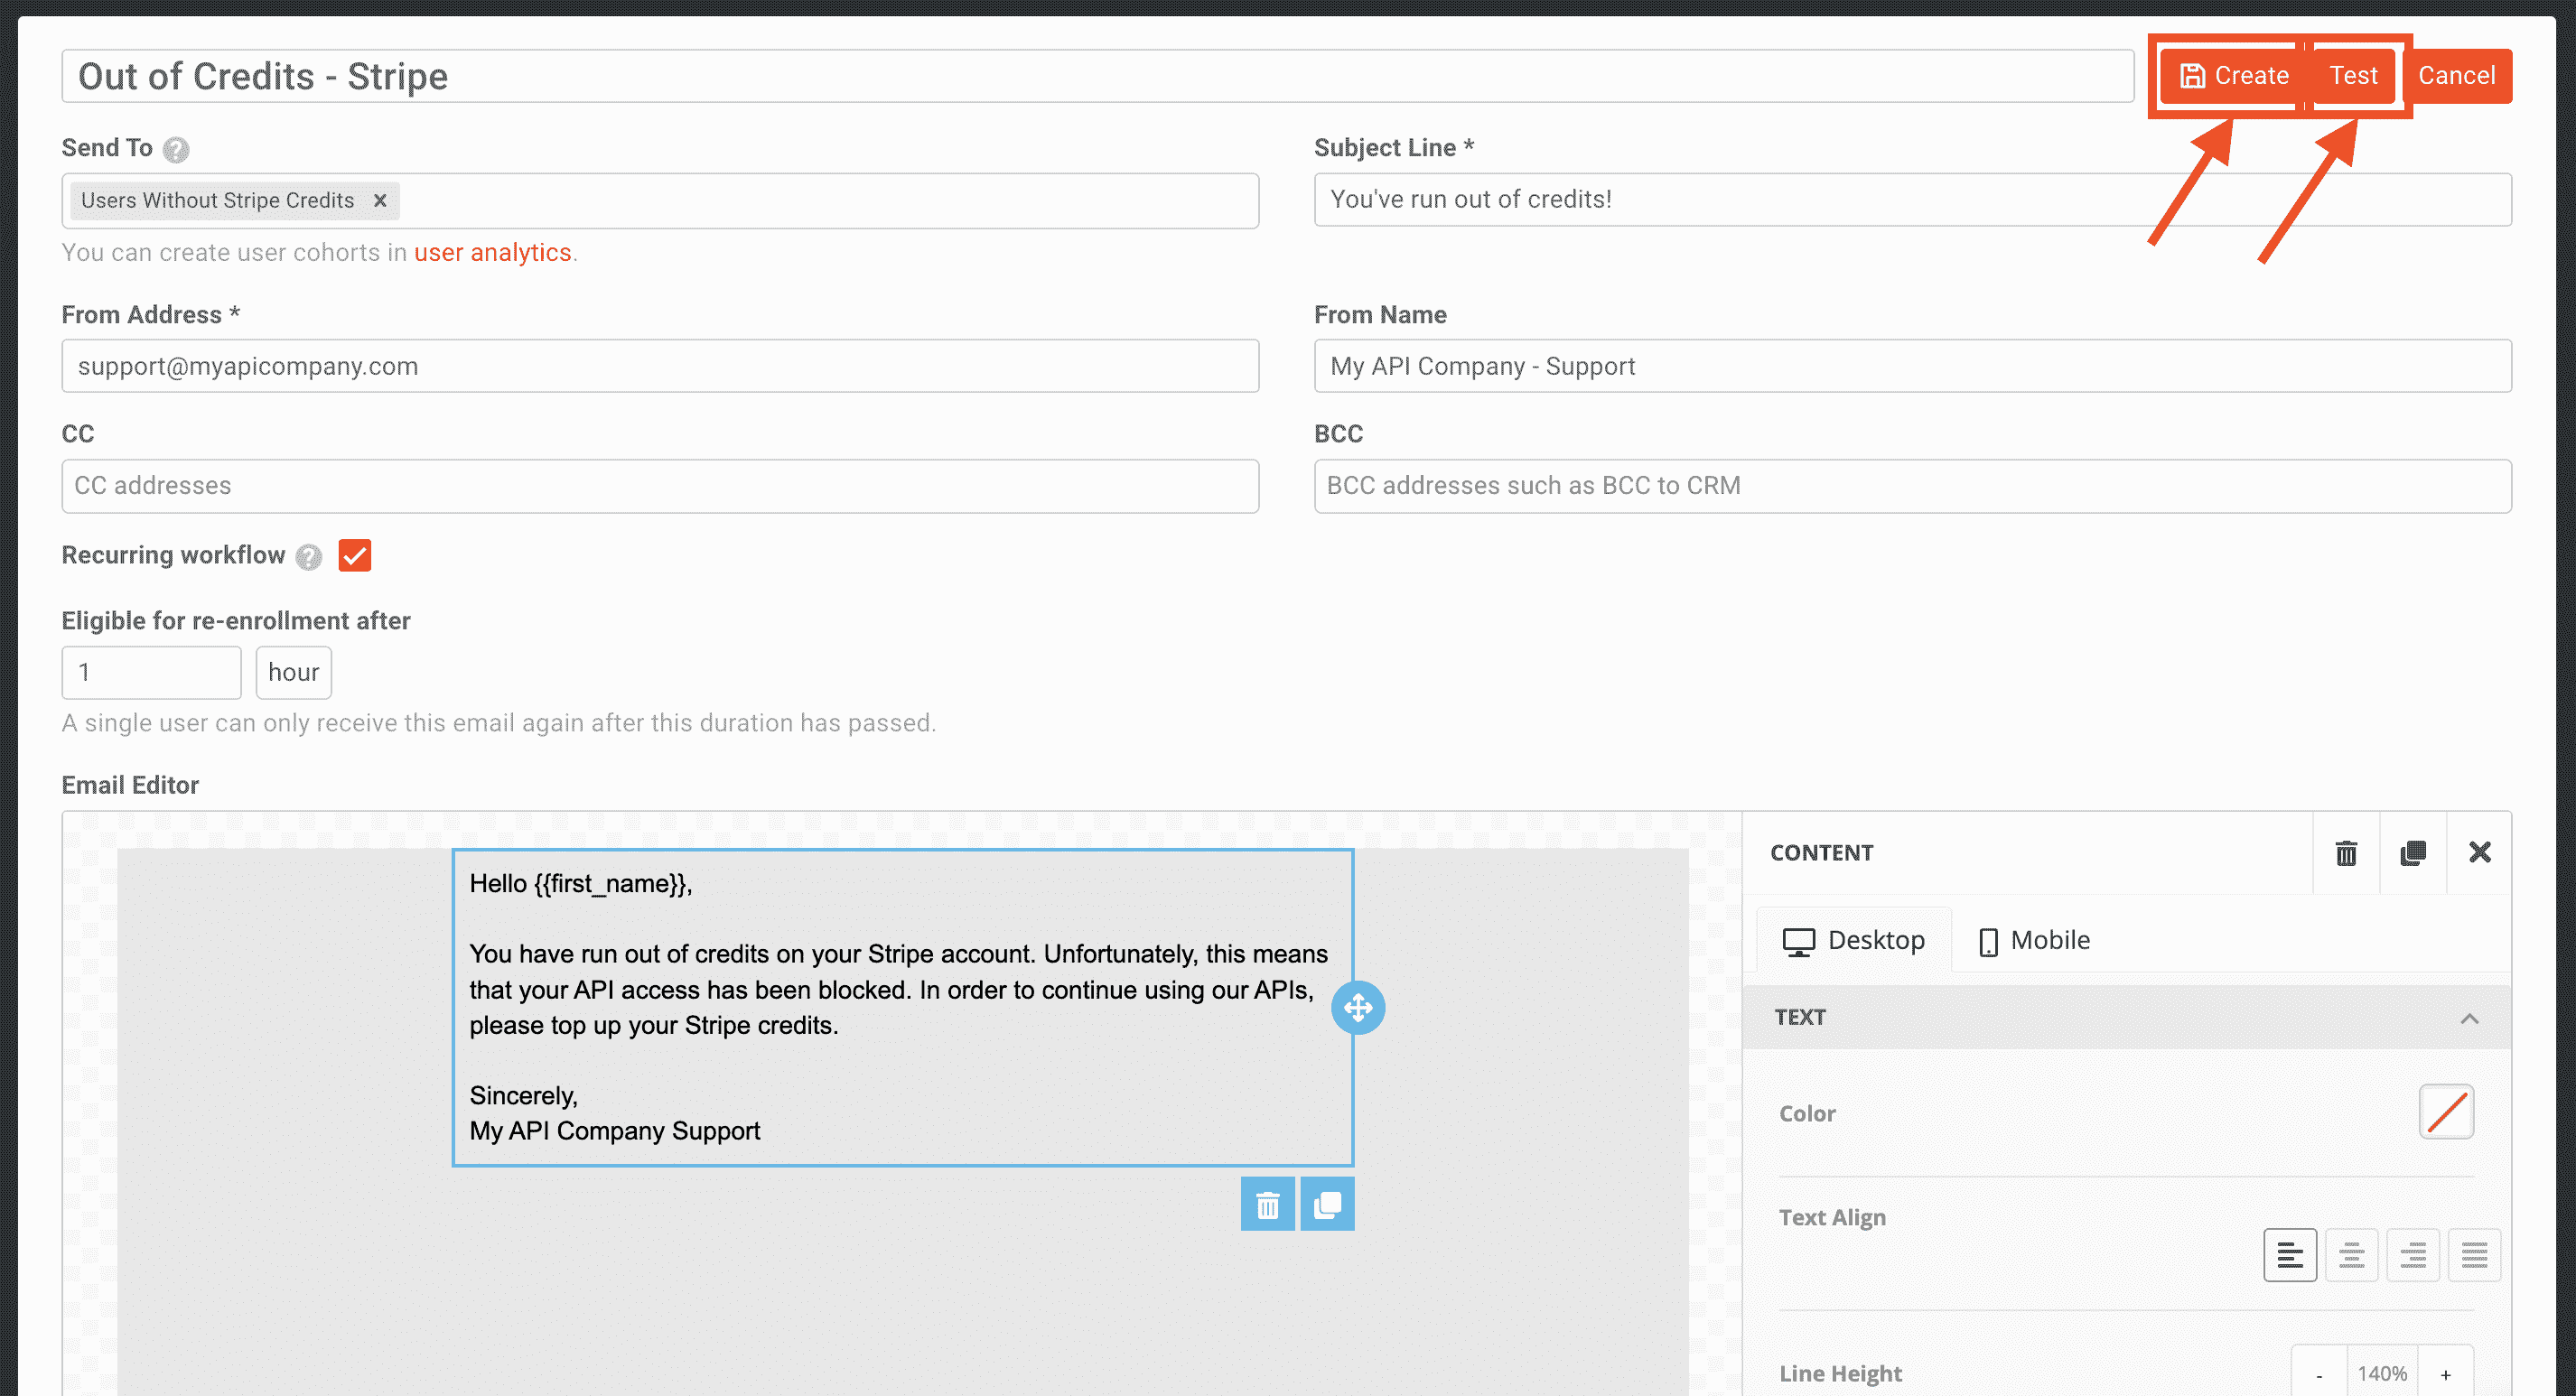 Out of Credits - Stripe
Create
Test
Cancel
Send To
Subject Line *
Users Without Stripe Credits
You've run out of credits!
You can create user cohorts in user analytics.
From Address *
From Name
support@myapicompany.com
My API Company - Support
CC
BCC
CC addresses
BCC addresses such as BCC to CRM
Recurring workflow
Eligible for re-enrollment after
1
hour
A single user can only receive this email again after this duration has passed.
Email Editor
Hello {{first_name}},
You have run out of credits on your Stripe account. Unfortunately, this means
that your API access has been blocked. In order to continue using our APIs,
please top up your Stripe credits.
Sincerely,
My API Company Support
CONTENT
Desktop
Mobile
TEXT
Color
Text Align
Line Height
-
140%
+